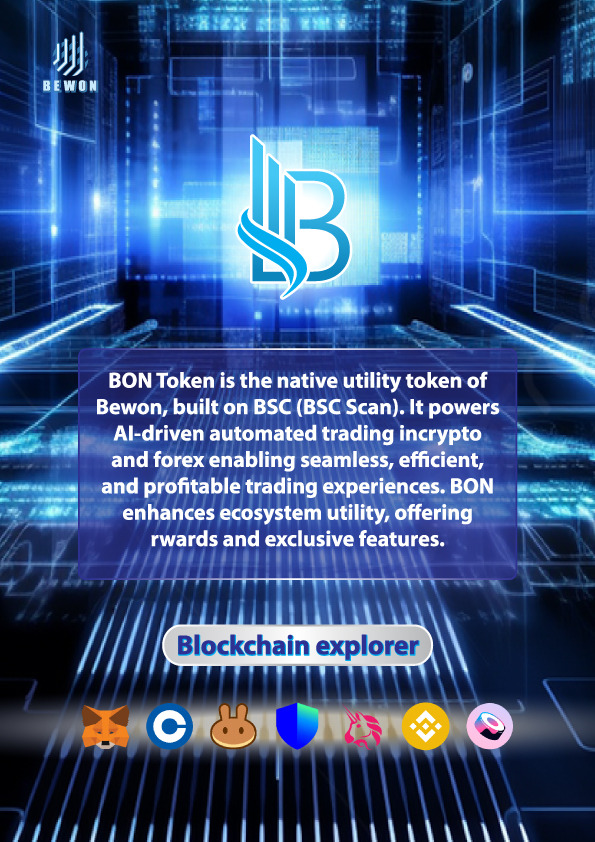 BEWON
BON Token is the native utility token of
Bewon, built on BSC (BSC Scan). It powers
AI-driven automated trading incrypto
and forex enabling seamless, efficient,
and profitable trading experiences. BON
enhances ecosystem utility, offering
rwards and exclusive features.
Blockchain explorer